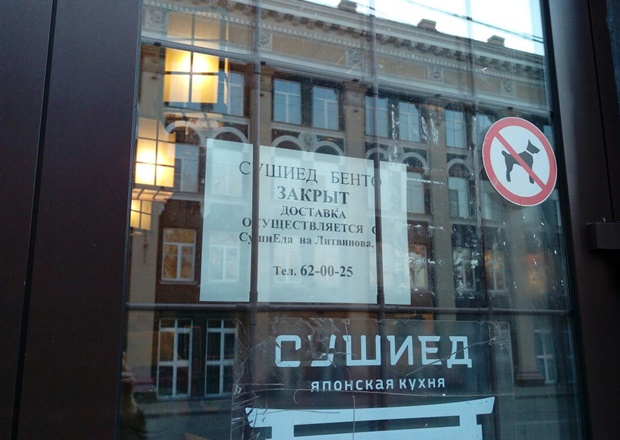 СУШИЕД БЕНТО
ЗАКРЫТ
ДОСТАВКА
ОСУЩЕСТВЛЯЕТСЯ С
СушиЕда на Литвинова,
Тел. 62-00-25
СУШИЕД
ЯПОНСКАЯ КУХНЯ